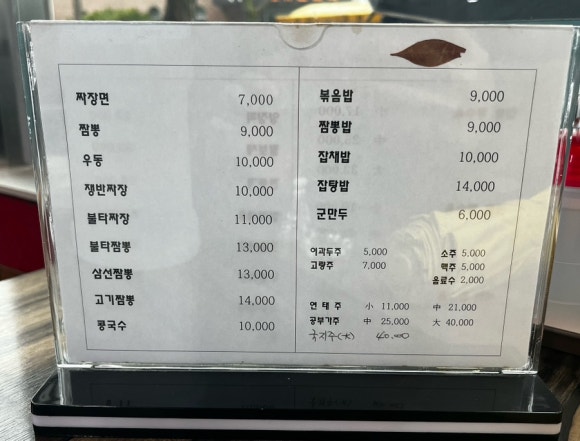 짜장면 7,000
짬뽕 9,000
우동 10,000
쟁반짜장 10,000
불타짜장 11,000
불타짬뽕 13,000
삼선짬뽕 13,000
고기짬뽕 14,000
콩국수 10,000
볶음밥 9,000
짬뽕밥 9,000
잡채밥 10,000
잡탕밥 14,000
군만두 6,000
이과두주 5,000 소주 5.000
고량주 7,000 맥주 5,000
음료수 2,000
연태주 小 11,000 中 21,000
공부가주 中 25,000 大 40,000
국지주(大) 40.000